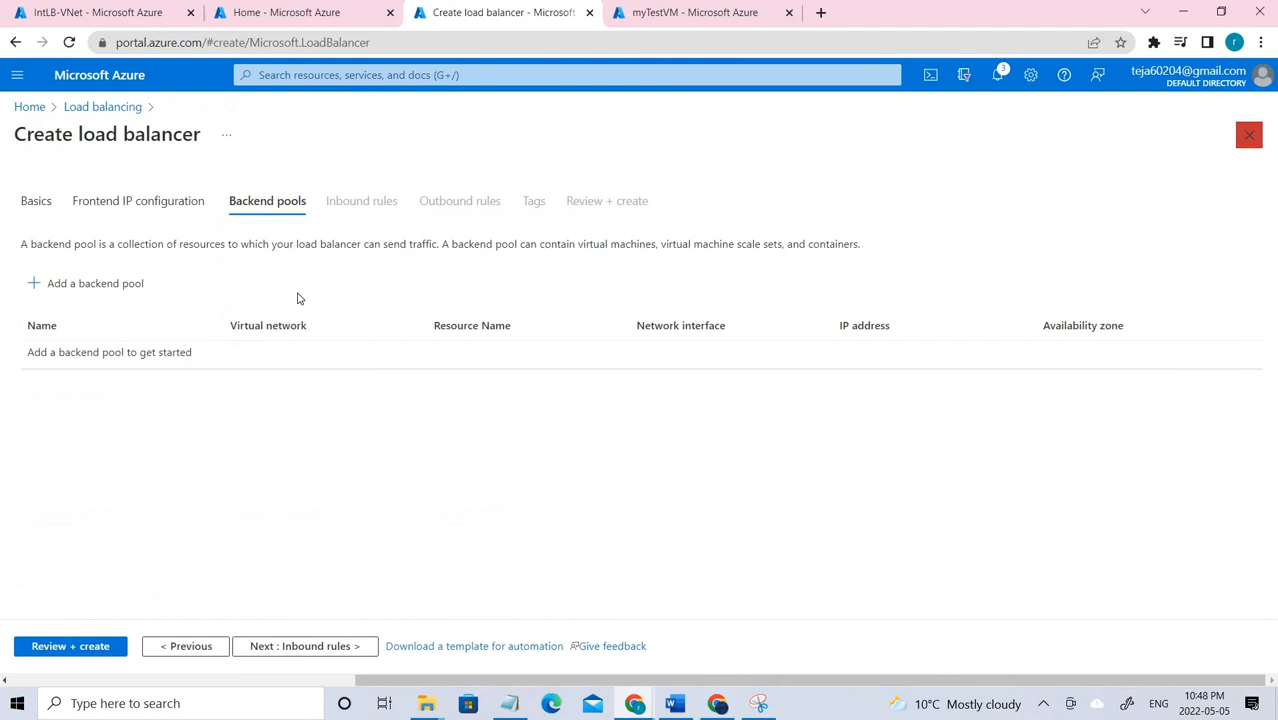 IntLB-VNet - Microsoft Azure
Home - Microsoft Azure
Create load balancer - Microsoft
myTestVM - Microsoft Azure
portal.azure.com/#create/Microsoft.LoadBalancer
r
Microsoft Azure
Search resources, services, and docs (G+/)
3
teja60204@gmail.com
DEFAULT DIRECTORY
Home > Load balancing >
Create load balancer ...
Basics
Frontend IP configuration
Backend pools
Inbound rules
Outbound rules
Tags
Review + create
A backend pool is a collection of resources to which your load balancer can send traffic. A backend pool can contain virtual machines, virtual machine scale sets, and containers.
+ Add a backend pool
Name
Virtual network
Resource Name
Network interface
IP address
Availability zone
Add a backend pool to get started
Review + create
< Previous
Next : Inbound rules >
Download a template for automation
Give feedback
Type here to search
10°C Mostly cloudy
ENG
10:48 PM
2022-05-05